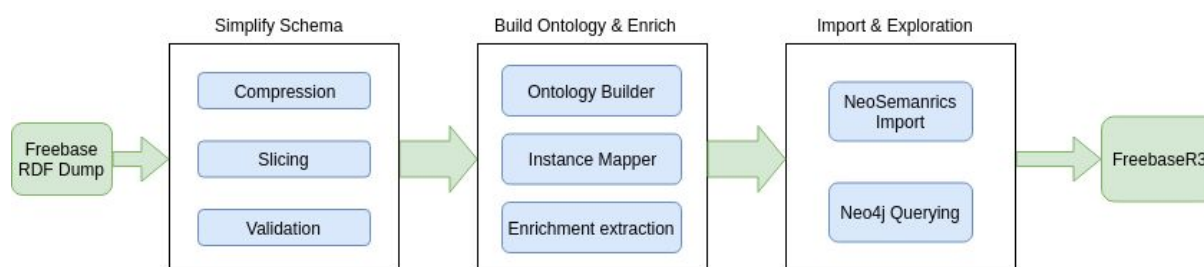 Simplify Schema
Build Ontology & Enrich
Import & Exploration
Freebase
RDF Dump
Compression
Slicing
Validation
Ontology Builder
Instance Mapper
Enrichment extraction
NeoSemanrics
Import
Neo4j Querying
FreebaseR3